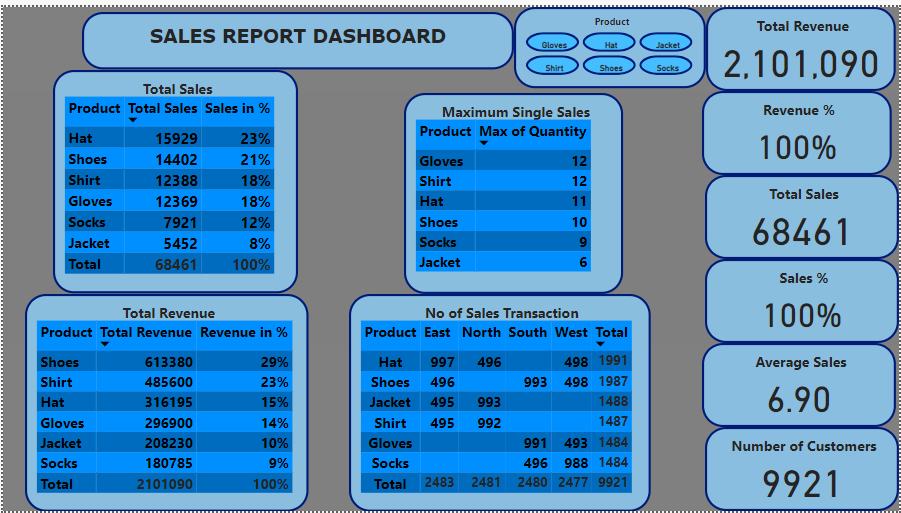 SALES REPORT DASHBOARD
Product
Gloves Hat Jacket
Shirt Shoes Socks
Total Revenue
2,101,090
Revenue %
100%
Total Sales
68461
Sales %
100%
Average Sales
6.90
Number of Customers
9921
Total Sales
Product Total Sales Sales in %
Hat 15929 23%
Shoes 14402 21%
Shirt 12388 18%
Gloves 12369 18%
Socks 7921 12%
Jacket 5452 8%
Total 68461 100%
Maximum Single Sales
Product Max of Quantity
Gloves 12
Shirt 12
Hat 11
Shoes 10
Socks 9
Jacket 6
Total Revenue
Product Total Revenue Revenue in %
Shoes 613380 29%
Shirt 485600 23%
Hat 316195 15%
Gloves 296900 14%
Jacket 208230 10%
Socks 180785 9%
Total 2101090 100%
No of Sales Transaction
Product East North South West Total
Hat 997 496 498 1991
Shoes 496 993 498 1987
Jacket 495 993 1488
Shirt 495 992 1487
Gloves 991 493 1484
Socks 496 988 1484
Total 2483 2481 2480 2477 9921